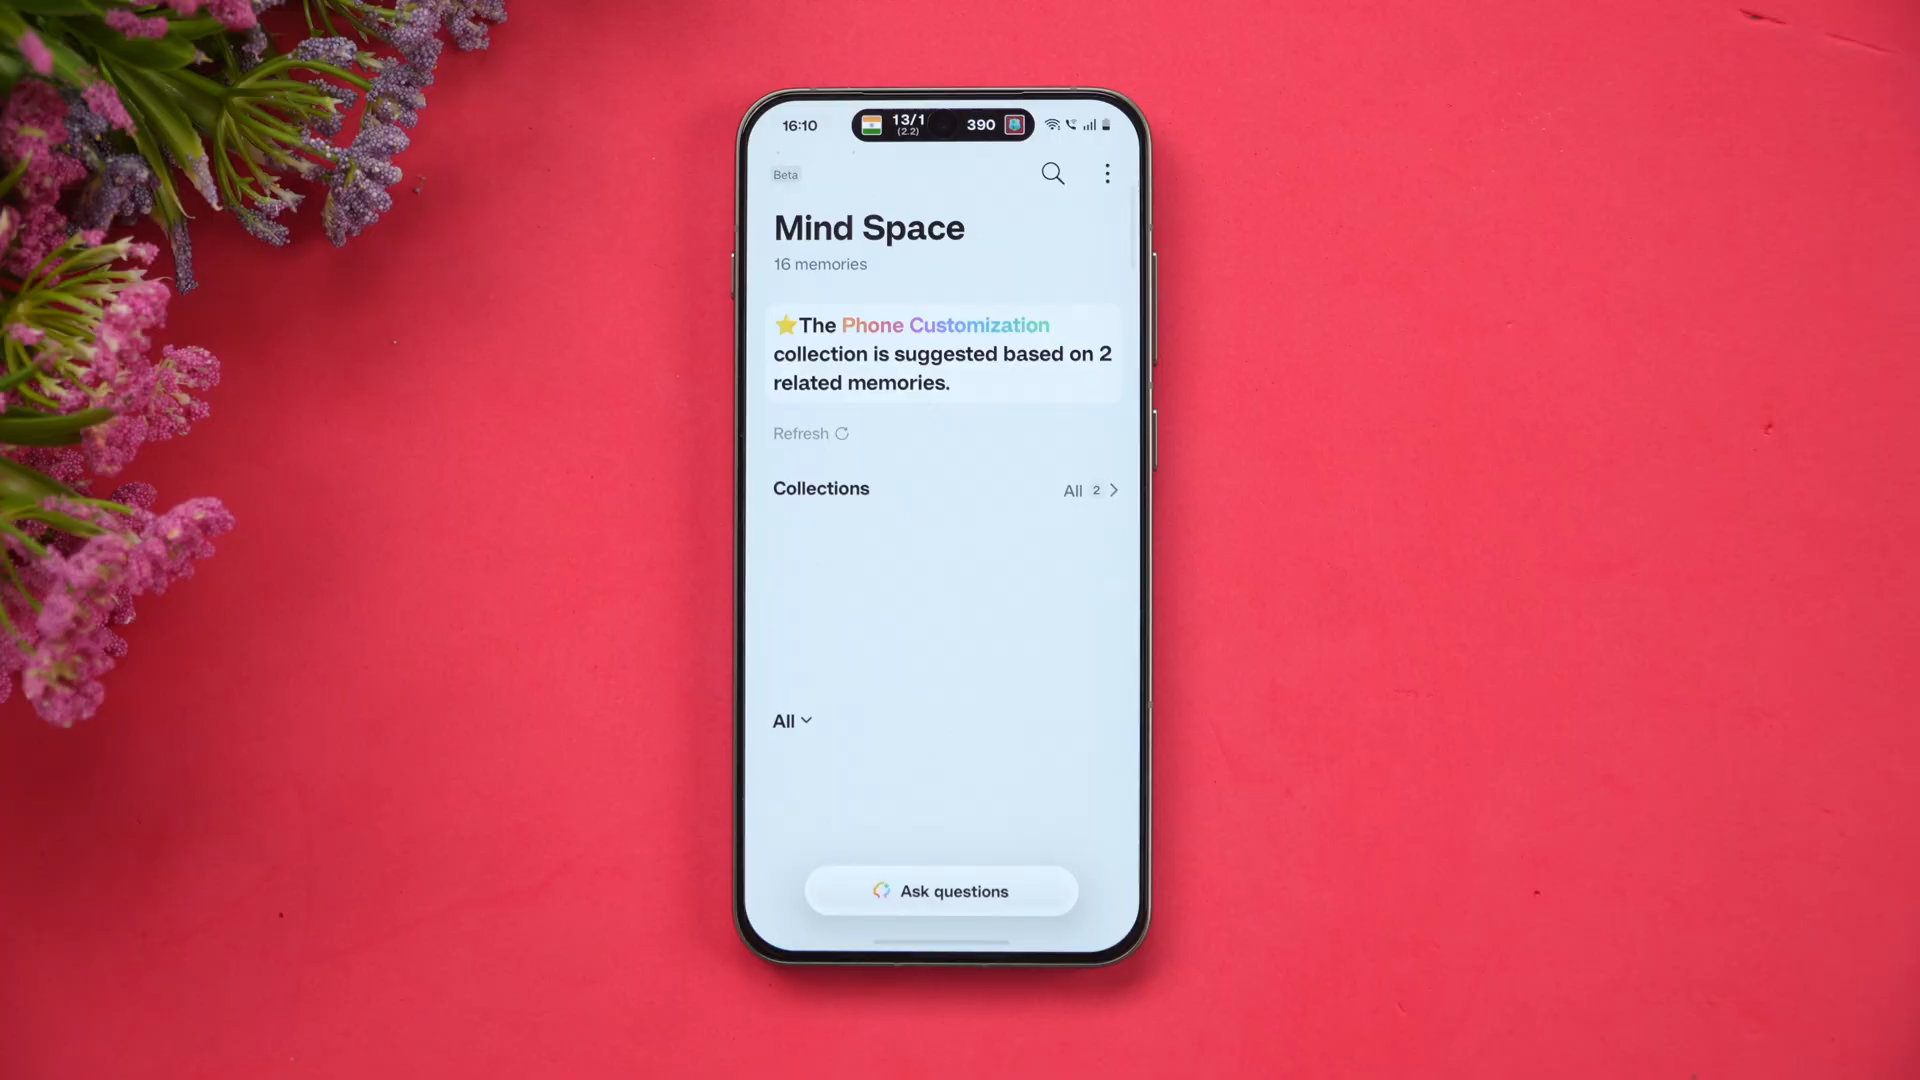 16:10
13/1
(2.2)
390
Beta
Mind Space
16 memories
⭐The Phone Customization
collection is suggested based on 2
related memories.
Refresh
Collections
All 2
All
Ask questions